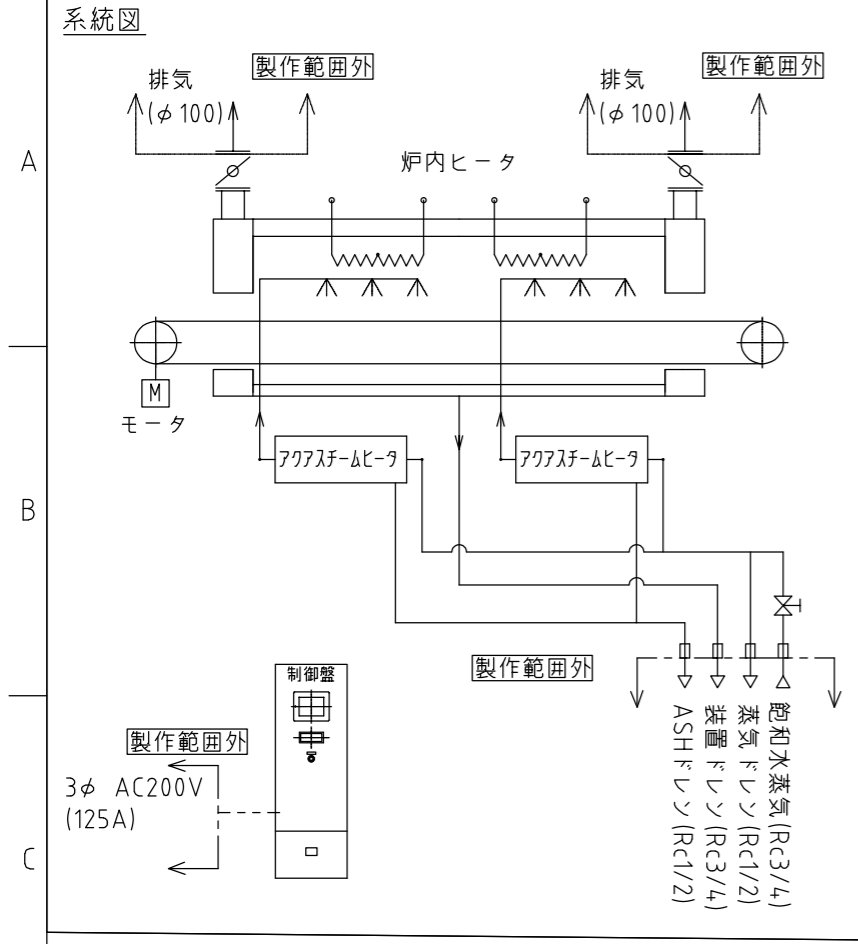 系統図
製作範囲外
排気
(φ100)
製作範囲外
排気
(φ100)
A
炉内ヒータ
M
モータ
アクアスチームヒータ
アクアスチームヒータ
B
製作範囲外
制御盤
製作範囲外
3φ AC200V
(125A)
飽和水蒸気(Rc3/4)
蒸気ドレン(Rc1/2)
装置ドレン(Rc3/4)
ASHドレン(Rc1/2)
C